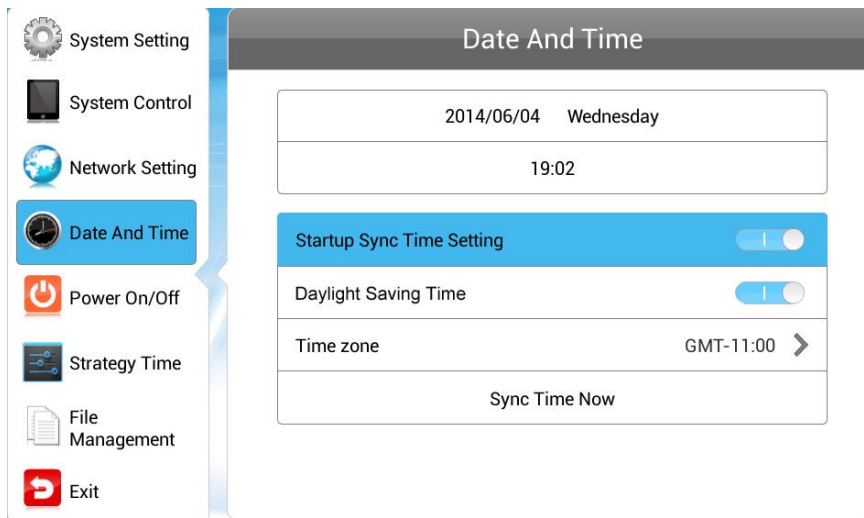 System Setting
System Control
Network Setting
Date And Time
Power On/Off
Strategy Time
File
Management
Exit
Date And Time
2014/06/04 Wednesday
19:02
Startup Sync Time Setting
Daylight Saving Time
Time zone GMT-11:00
Sync Time Now